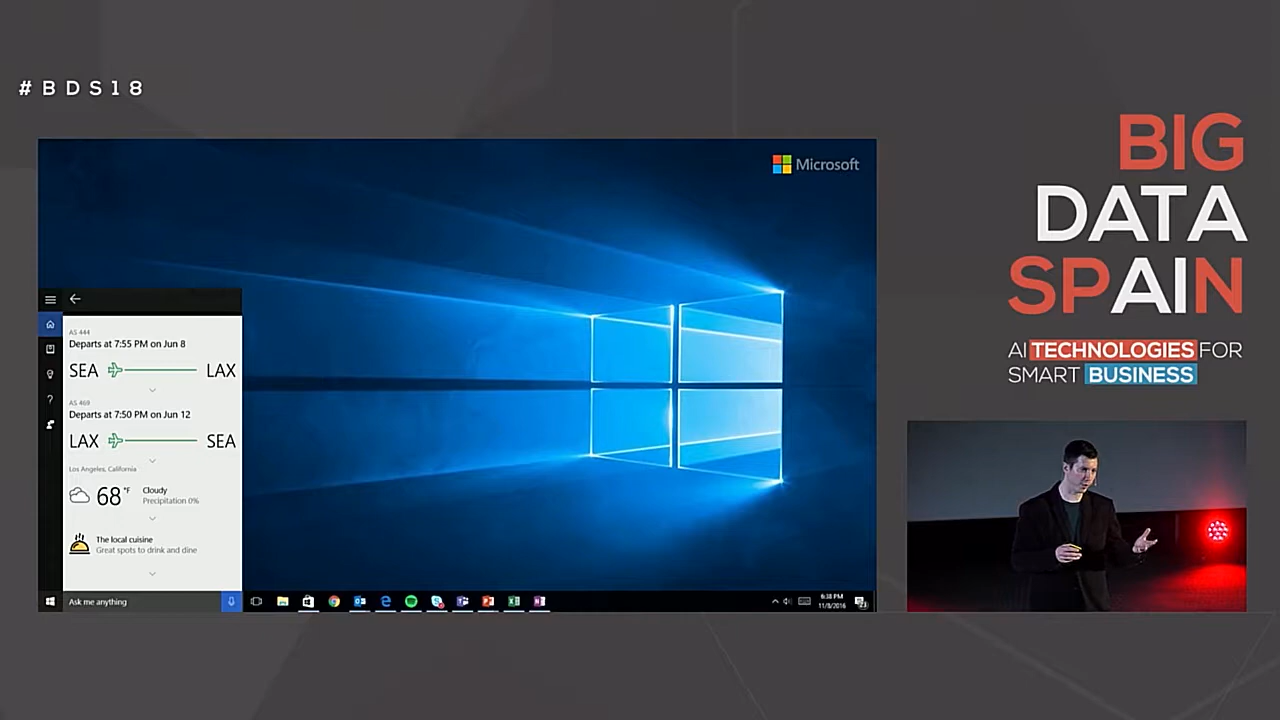 #BDS18
Microsoft
AS 444
Departs at 7:55 PM on Jun 8
SEA LAX
AS 469
Departs at 7:50 PM on Jun 12
LAX SEA
Los Angeles, California
68 °F
Cloudy
Precipitation 0%
The local cuisine
Great spots to drink and dine
Ask me anything
6:38 PM
11/8/2016
BIG
DATA
SPAIN
AI TECHNOLOGIES FOR
SMART BUSINESS